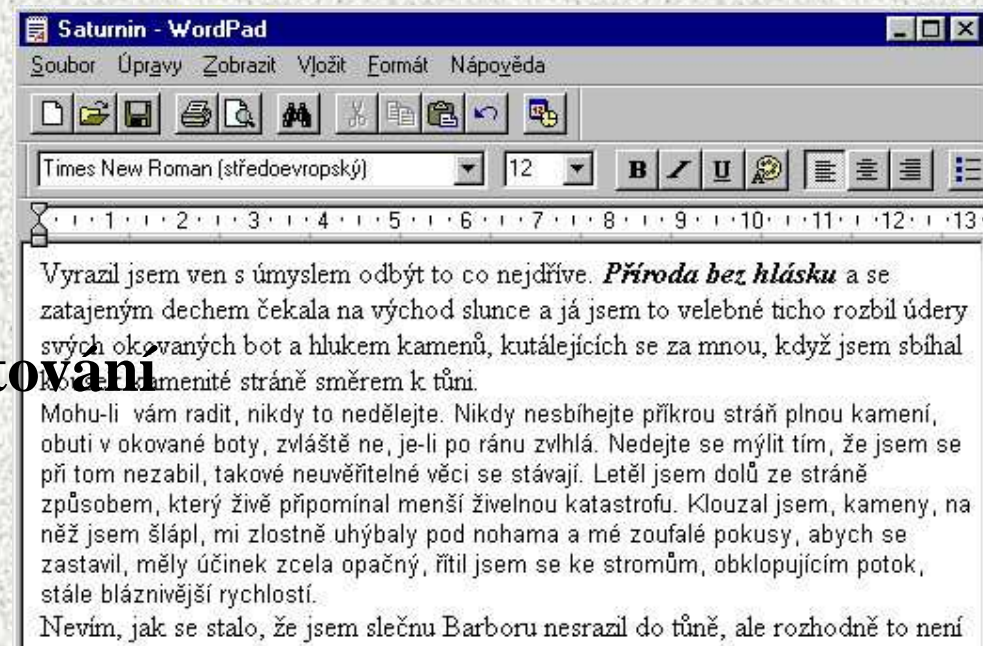 Saturnin - WordPad
Soubor Úpravy Zobrazit Vložit Formát Nápověda
Times New Roman (středoevropský) 12 B I U
1 2 3 4 5 6 7 8 9 10 11 12 13
Vyrazil jsem ven s úmyslem odbýt to co nejdříve. Příroda bez hlásku a se
zatajeným dechem čekala na východ slunce a já jsem to velebné ticho rozbil údery
svých okovaných bot a hlukem kamenů, kutálejících se za mnou, když jsem sbíhal
tování
kamenité stráně směrem k tůni.
Mohu-li vám radit, nikdy to nedělejte. Nikdy nesbíhejte příkrou stráň plnou kamení,
obuti v okované boty, zvláště ne, je-li po ránu zvlhlá. Nedejte se mýlit tím, že jsem se
při tom nezabil, takové neuvěřitelné věci se stávají. Letěl jsem dolů ze stráně
způsobem, který živě připomínal menší živelnou katastrofu. Klouzal jsem, kameny, na
něž jsem šlápl, mi zlostně uhýbaly pod nohama a mé zoufalé pokusy, abych se
zastavil, měly účinek zcela opačný, řítil jsem se ke stromům, obklopujícím potok,
stále bláznivější rychlostí.
Nevím, jak se stalo, že jsem slečnu Barboru nesrazil do tůně, ale rozhodně to není